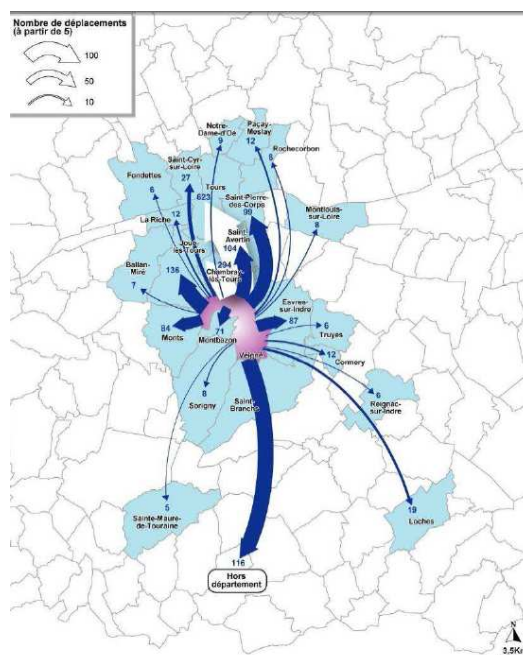 Nombre de déplacements
(à partir de 5)
100
50
10
Notre-
Dame-d'Oé
9
Parçay-
Meslay
12
Rochecorbon
8
Saint-Cyr-
sur-Loire
27
Fondettes
6
Tours
623
La Riche
12
Saint-Pierre-
des-Corps
99
Montlouis-
sur-Loire
8
Saint-
Avertin
104
Joué-
lès-Tours
136
294
Chambray-
lès-Tours
Ballan-
Miré
7
Esvres-
sur-Indre
87
6
Truyes
84
Monts
71
Montbazon
Veigné
12
Cormery
8
Sorigny
Saint-
Branchs
6
Reignac-
sur-Indre
5
Sainte-Maure-
de-Touraine
19
Loches
116
Hors
département
N
3,5Km